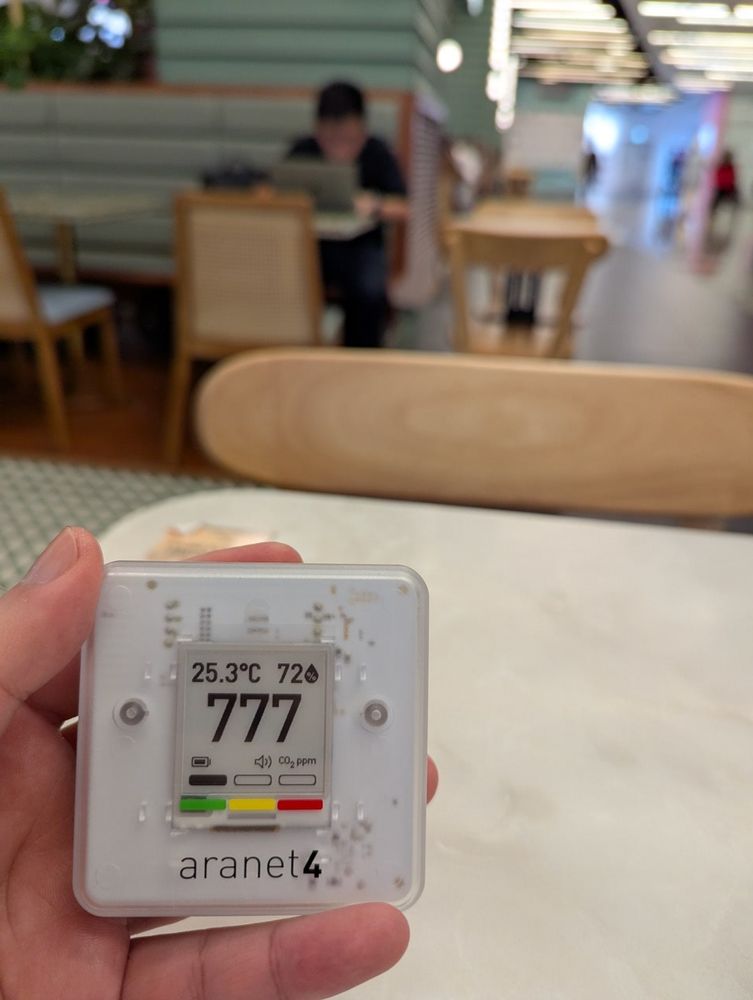 25.3°C 72%
777
CO₂ ppm
aranet4